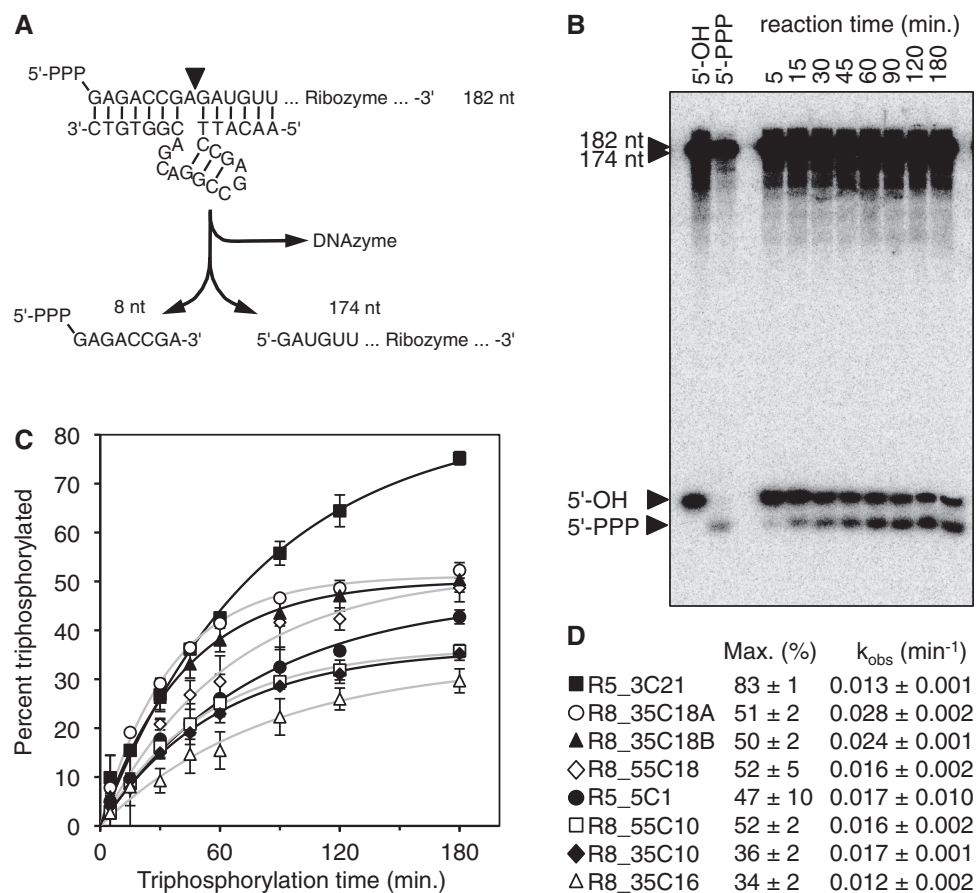 A
5'-PPP
GAGACCGAGAUGUU ... Ribozyme ... -3' 182 nt
3'-CTGTGGC TTACAA-5'
GACGACCGGCCGAGCC
DNAzyme
8 nt 174 nt
5'-PPP
GAGACCGA-3' 5'-GAUGUU ... Ribozyme ... -3'
B
5'-OH 5'-PPP reaction time (min.)
5 15 30 45 60 90 120 180
182 nt
174 nt
5'-OH
5'-PPP
C
Percent triphosphorylated
80
70
60
50
40
30
20
10
0
0 60 120 180
Triphosphorylation time (min.)
D
Max. (%) kobs (min-1)
R5_3C21 83 ± 1 0.013 ± 0.001
R8_35C18A 51 ± 2 0.028 ± 0.002
R8_35C18B 50 ± 2 0.024 ± 0.001
R8_55C18 52 ± 5 0.016 ± 0.002
R5_5C1 47 ± 10 0.017 ± 0.010
R8_55C10 52 ± 2 0.016 ± 0.002
R8_35C10 36 ± 2 0.017 ± 0.001
R8_35C16 34 ± 2 0.012 ± 0.002